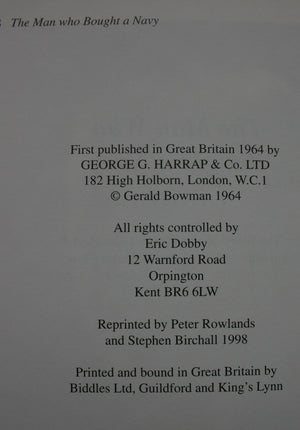 The Man who Bought a Navy
First published in Great Britain 1964 by
GEORGE G. HARRAP & Co. LTD
182 High Holborn, London, W.C.1
© Gerald Bowman 1964
All rights controlled by
Eric Dobby
12 Warnford Road
Orpington
Kent BR6 6LW
Reprinted by Peter Rowlands
and Stephen Birchall 1998
Printed and bound in Great Britain by
Biddles Ltd, Guildford and King's Lynn